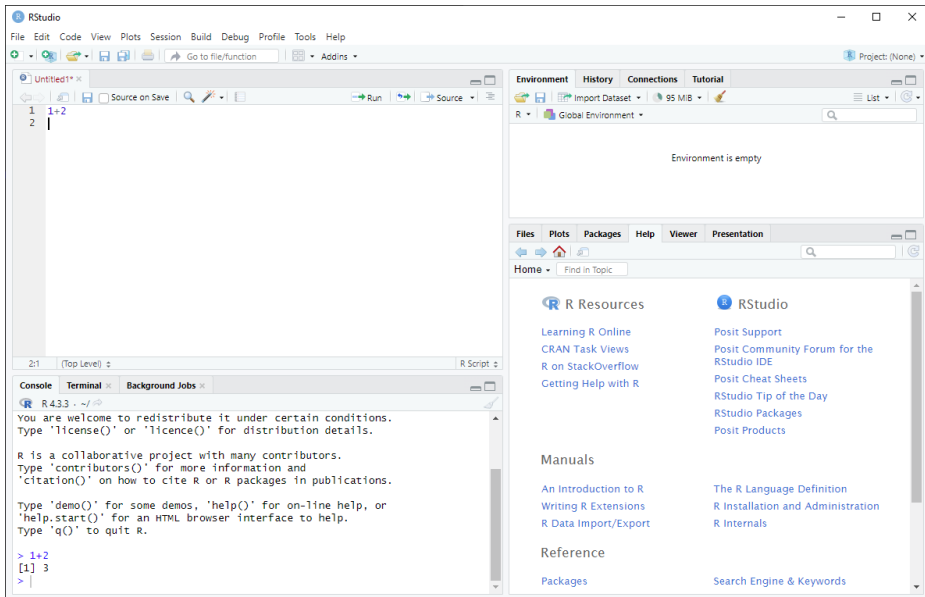 RStudio
File Edit Code View Plots Session Build Debug Profile Tools Help
Go to file/function Addins Project: (None)
Untitled1*
Source on Save Run Source
1 1+2
2
2:1 (Top Level) R Script
Console Terminal Background Jobs
R 4.3.3 · ~/
You are welcome to redistribute it under certain conditions.
Type 'license()' or 'licence()' for distribution details.
R is a collaborative project with many contributors.
Type 'contributors()' for more information and
'citation()' on how to cite R or R packages in publications.
Type 'demo()' for some demos, 'help()' for on-line help, or
'help.start()' for an HTML browser interface to help.
Type 'q()' to quit R.
> 1+2
[1] 3
>
Environment History Connections Tutorial
Import Dataset 95 MiB List
R Global Environment
Environment is empty
Files Plots Packages Help Viewer Presentation
Home Find in Topic
R Resources
Learning R Online
CRAN Task Views
R on StackOverflow
Getting Help with R
RStudio
Posit Support
Posit Community Forum for the
RStudio IDE
Posit Cheat Sheets
RStudio Tip of the Day
RStudio Packages
Posit Products
Manuals
An Introduction to R
Writing R Extensions
R Data Import/Export
The R Language Definition
R Installation and Administration
R Internals
Reference
Packages
Search Engine & Keywords